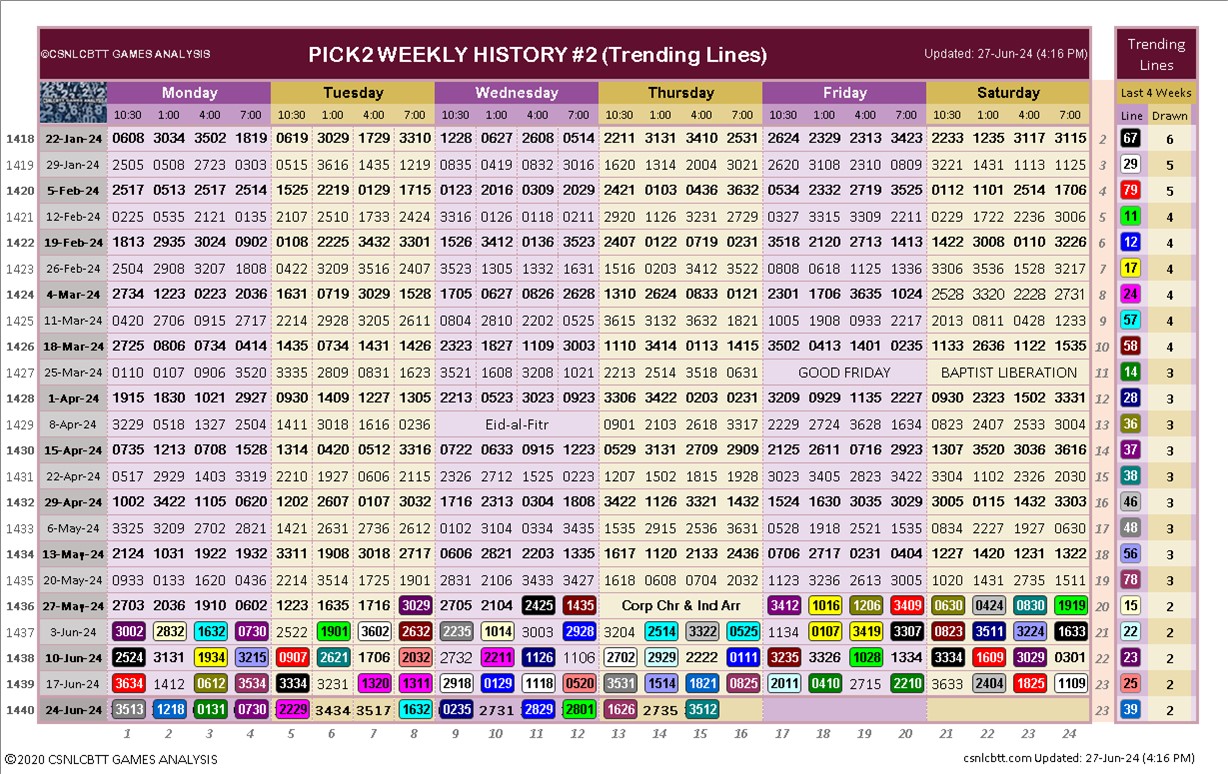 ©CSNLCBTT GAMES ANALYSIS PICK2 WEEKLY HISTORY #2 (Trending Lines) Updated: 27-Jun-24 (4:16 PM) Trending Lines
Monday Tuesday Wednesday Thursday Friday Saturday Last 4 Weeks
10:30 1:00 4:00 7:00 10:30 1:00 4:00 7:00 10:30 1:00 4:00 7:00 10:30 1:00 4:00 7:00 10:30 1:00 4:00 7:00 10:30 1:00 4:00 7:00 Line Drawn
1418 22-Jan-24 0608 3034 3502 1819 0619 3029 1729 3310 1228 0627 2608 0514 2211 3131 3410 2531 2624 2329 2313 3423 2233 1235 3117 3115 2 67 6
1419 29-Jan-24 2505 0508 2723 0303 0515 3616 1435 1219 0835 0419 0832 3016 1620 1314 2004 3021 2620 3108 2310 0809 3221 1431 1113 1125 3 29 5
1420 5-Feb-24 2517 0513 2517 2514 1525 2219 0129 1715 0123 2016 0309 2029 2421 0103 0436 3632 0534 2332 2719 3525 0112 1101 2514 1706 4 79 5
1421 12-Feb-24 0225 0535 2121 0135 2107 2510 1733 2424 3316 0126 0118 0211 2920 1126 3231 2729 0327 3315 3309 2211 0229 1722 2236 3006 5 11 4
1422 19-Feb-24 1813 2935 3024 0902 0108 2225 3432 3301 1526 3412 0136 3523 2407 0122 0719 0231 3518 2120 2713 1413 1422 3008 0110 3226 6 12 4
1423 26-Feb-24 2504 2908 3207 1808 0422 3209 3516 2407 3523 1305 1332 1631 1516 0203 3412 3522 0808 0618 1125 1336 3306 3536 1528 3217 7 17 4
1424 4-Mar-24 2734 1223 0223 2036 1631 0719 3029 1528 1705 0627 0826 2628 1310 2624 0833 0121 2301 1706 3635 1024 2528 3320 2228 2731 8 24 4
1425 11-Mar-24 0420 2706 0915 2717 2214 2928 3205 2611 0804 2810 2202 0525 3615 3132 3632 1821 1005 1908 0933 2217 2013 0811 0428 1233 9 57 4
1426 18-Mar-24 2725 0806 0734 0414 1435 0734 1431 1426 2323 1827 1109 3003 1110 3414 0113 1415 3502 0413 1401 0235 1133 2636 1122 1535 10 58 4
1427 25-Mar-24 0110 0107 0906 3520 3335 2809 0831 1623 3521 1608 3208 1021 2213 2514 3518 0631 GOOD FRIDAY BAPTIST LIBERATION 11 14 3
1428 1-Apr-24 1915 1830 1021 2927 0930 1409 1227 1305 2213 0523 3023 0923 3306 3422 0203 0231 3209 0929 1135 2227 0930 2323 1502 3331 12 28 3
1429 8-Apr-24 3229 0518 1327 2504 1411 3018 1616 0236 Eid-al-Fitr 0901 2103 2618 3317 2229 2724 3628 1634 0823 2407 2533 3004 13 36 3
1430 15-Apr-24 0735 1213 0708 1528 1314 0420 0512 3318 0722 0633 0915 1223 0529 3131 2709 2909 2125 2611 0716 2923 1307 3520 3036 3616 14 37 3
1431 22-Apr-24 0517 2929 1403 3319 2210 1927 0606 2113 2326 2713 1525 0223 1207 1502 1815 1928 3023 3405 2823 3422 3304 1102 2326 2030 15 38 3
1432 29-Apr-24 1002 3422 1105 0620 1202 2607 0107 3032 1716 2313 0304 1808 3422 1126 3321 1432 1524 1630 3035 3029 3005 0115 1432 3303 16 46 3
1433 6-May-24 3325 3209 2702 2821 1421 2631 2736 2612 0102 3104 0334 3435 1535 2915 2536 3631 0528 1918 2521 1535 0834 2227 1927 0630 17 48 3
1434 13-May-24 2124 1031 1922 1932 3311 1908 3018 2717 0606 2821 2203 1335 1617 1120 2133 2436 0706 2717 0231 0404 1227 1420 1231 1322 18 56 3
1435 20-May-24 0933 0133 1620 0436 2214 3514 1725 1901 2831 2106 3433 3427 1618 0608 0704 2032 1123 3236 2613 3005 1020 1431 2735 1511 19 78 3
1436 27-May-24 2703 2036 1910 0602 1223 1635 1716 3029 2705 2104 2425 1435 Corp Chr & Ind Arr 3412 1016 1206 3409 0630 0424 0830 1919 20 15 2
1437 3-Jun-24 3002 2832 1632 0730 2522 1901 3602 2632 2235 1014 3003 2928 3204 2514 3322 0525 1134 0107 3419 3307 0823 3511 3224 1633 21 22 2
1438 10-Jun-24 2524 3131 1934 3215 0907 2621 1706 2032 2732 2211 1126 1106 2702 2929 2222 0111 3235 3326 1028 1334 3334 1609 3029 0301 22 23 2
1439 17-Jun-24 3634 1412 0612 3534 3334 3231 1320 1311 2918 0129 1118 0520 3531 1514 1821 0825 2011 0410 2715 2210 3633 2404 1825 1109 23 25 2
1440 24-Jun-24 3513 1218 0131 0730 2229 3434 3517 1632 0235 2731 2829 2801 1626 2735 3512 23 39 2
1 2 3 4 5 6 7 8 9 10 11 12 13 14 15 16 17 18 19 20 21 22 23 24
©2020 CSNLCBTT GAMES ANALYSIS csnlcbtt.com Updated: 27-Jun-24 (4:16 PM)